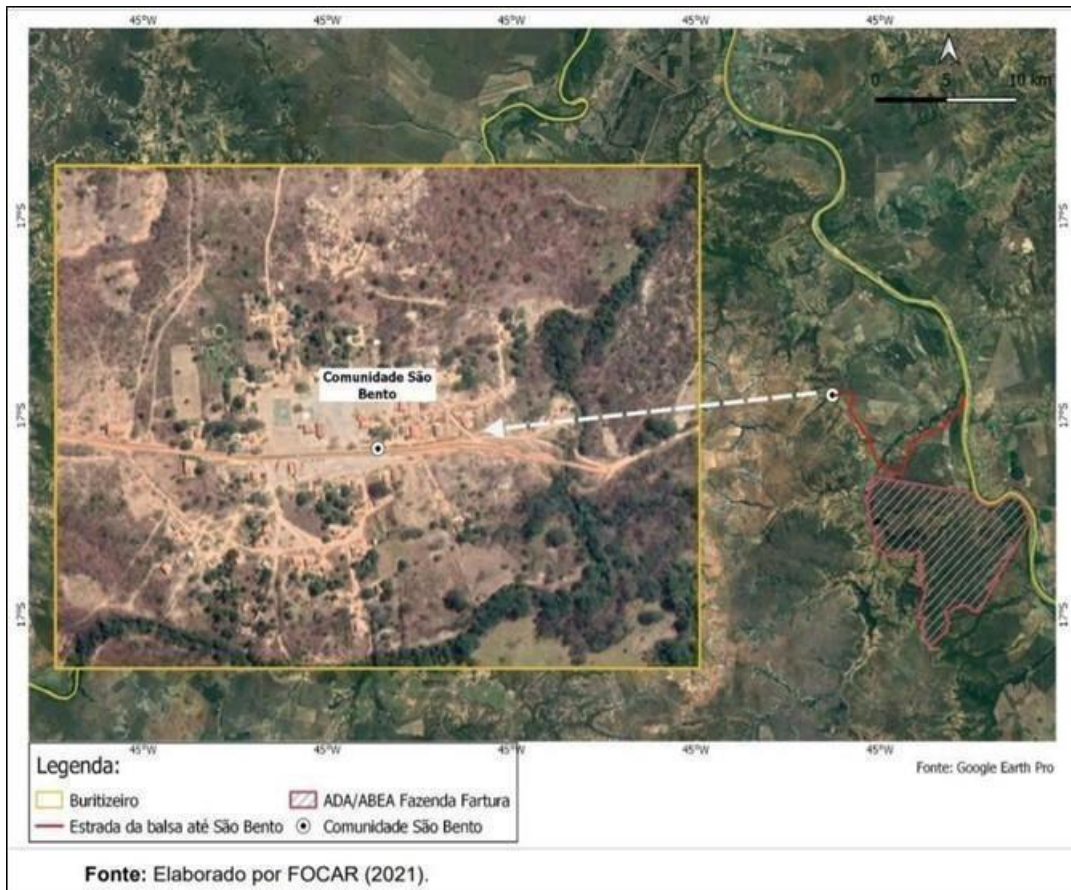 45°W 45°W 45°W 45°W 45°W
0 5 10 km
17°S 17°S
Comunidade São
Bento
17°S 17°S
17°S 17°S
45°W 45°W 45°W 45°W 45°W
Legenda:
Fonte: Google Earth Pro
Buritizeiro ADA/ABEA Fazenda Fartura
Estrada da balsa até São Bento Comunidade São Bento
Fonte: Elaborado por FOCAR (2021).